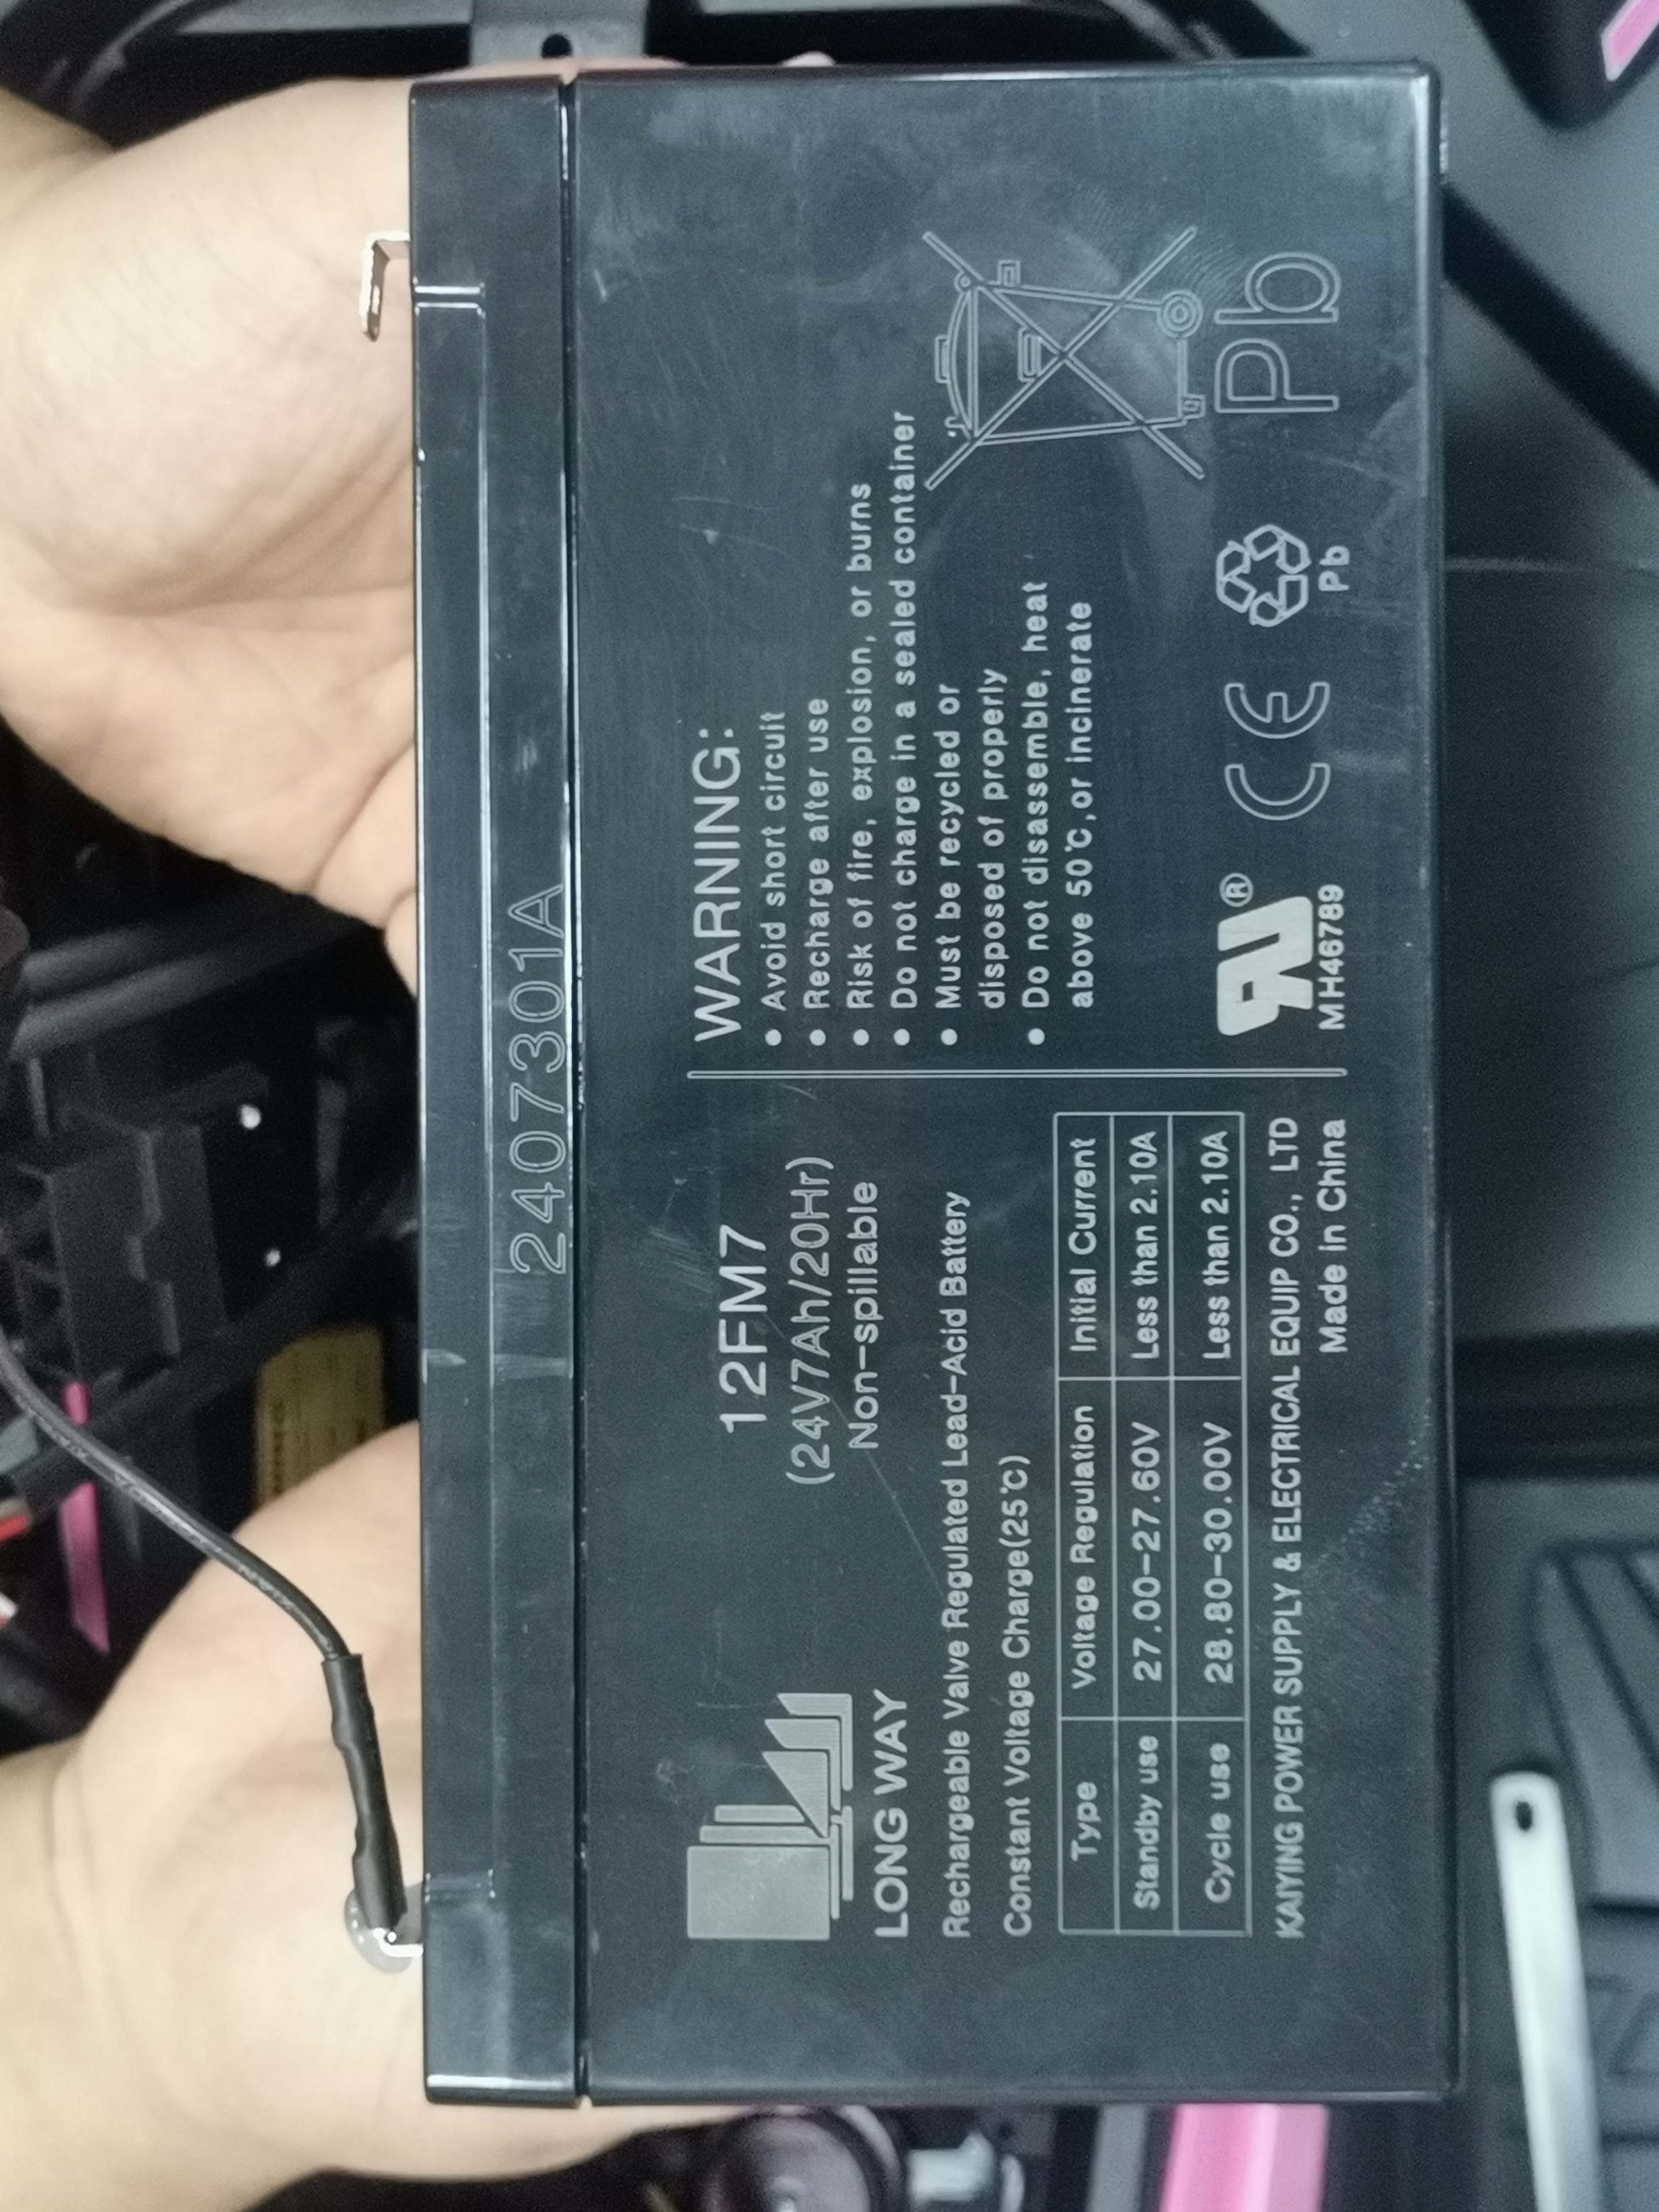 2407301A
LONG WAY
12FM7
(24V7Ah/20Hr)
Non-spillable
Rechargeable Valve Regulated Lead-Acid Battery
Constant Voltage Charge(25℃)
Type Voltage Regulation Initial Current
Standby use 27.00-27.60V Less than 2.10A
Cycle use 28.80-30.00V Less than 2.10A
KAIYING POWER SUPPLY & ELECTRICAL EQUIP CO., LTD
Made in China
WARNING:
• Avoid short circuit
• Recharge after use
• Risk of fire, explosion, or burns
• Do not charge in a sealed container
• Must be recycled or
disposed of properly
• Do not disassemble, heat
above 50℃,or incinerate
®
MH46789
CE
Pb
Pb